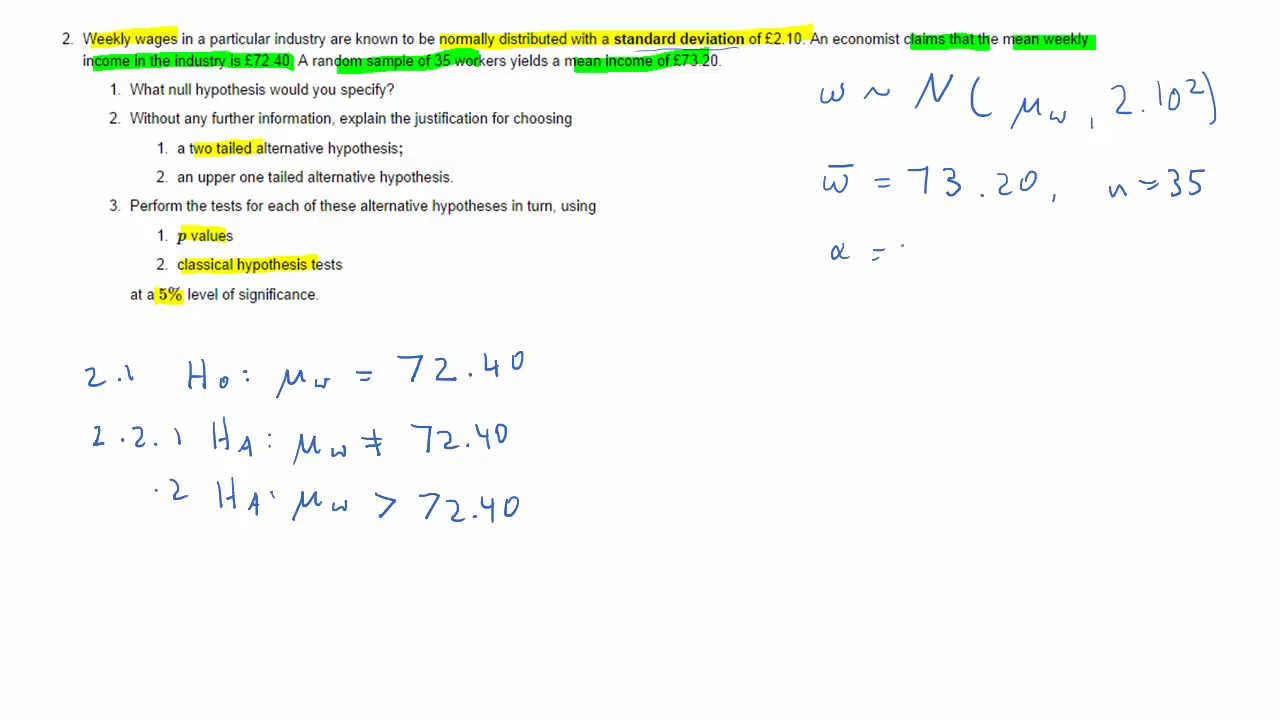 2. Weekly wages in a particular industry are known to be normally distributed with a standard deviation of £2.10. An economist claims that the mean weekly
income in the industry is £72.40. A random sample of 35 workers yields a mean income of £73.20.
1. What null hypothesis would you specify?
2. Without any further information, explain the justification for choosing
1. a two tailed alternative hypothesis;
2. an upper one tailed alternative hypothesis.
3. Perform the tests for each of these alternative hypotheses in turn, using
1. p values
2. classical hypothesis tests
at a 5% level of significance.
w ~ N ( μw , 2.10²)
w̅ = 73.20, n = 35
α =
2.1 H0: μw = 72.40
2.2.1 HA: μw ≠ 72.40
.2 HA: μw > 72.40